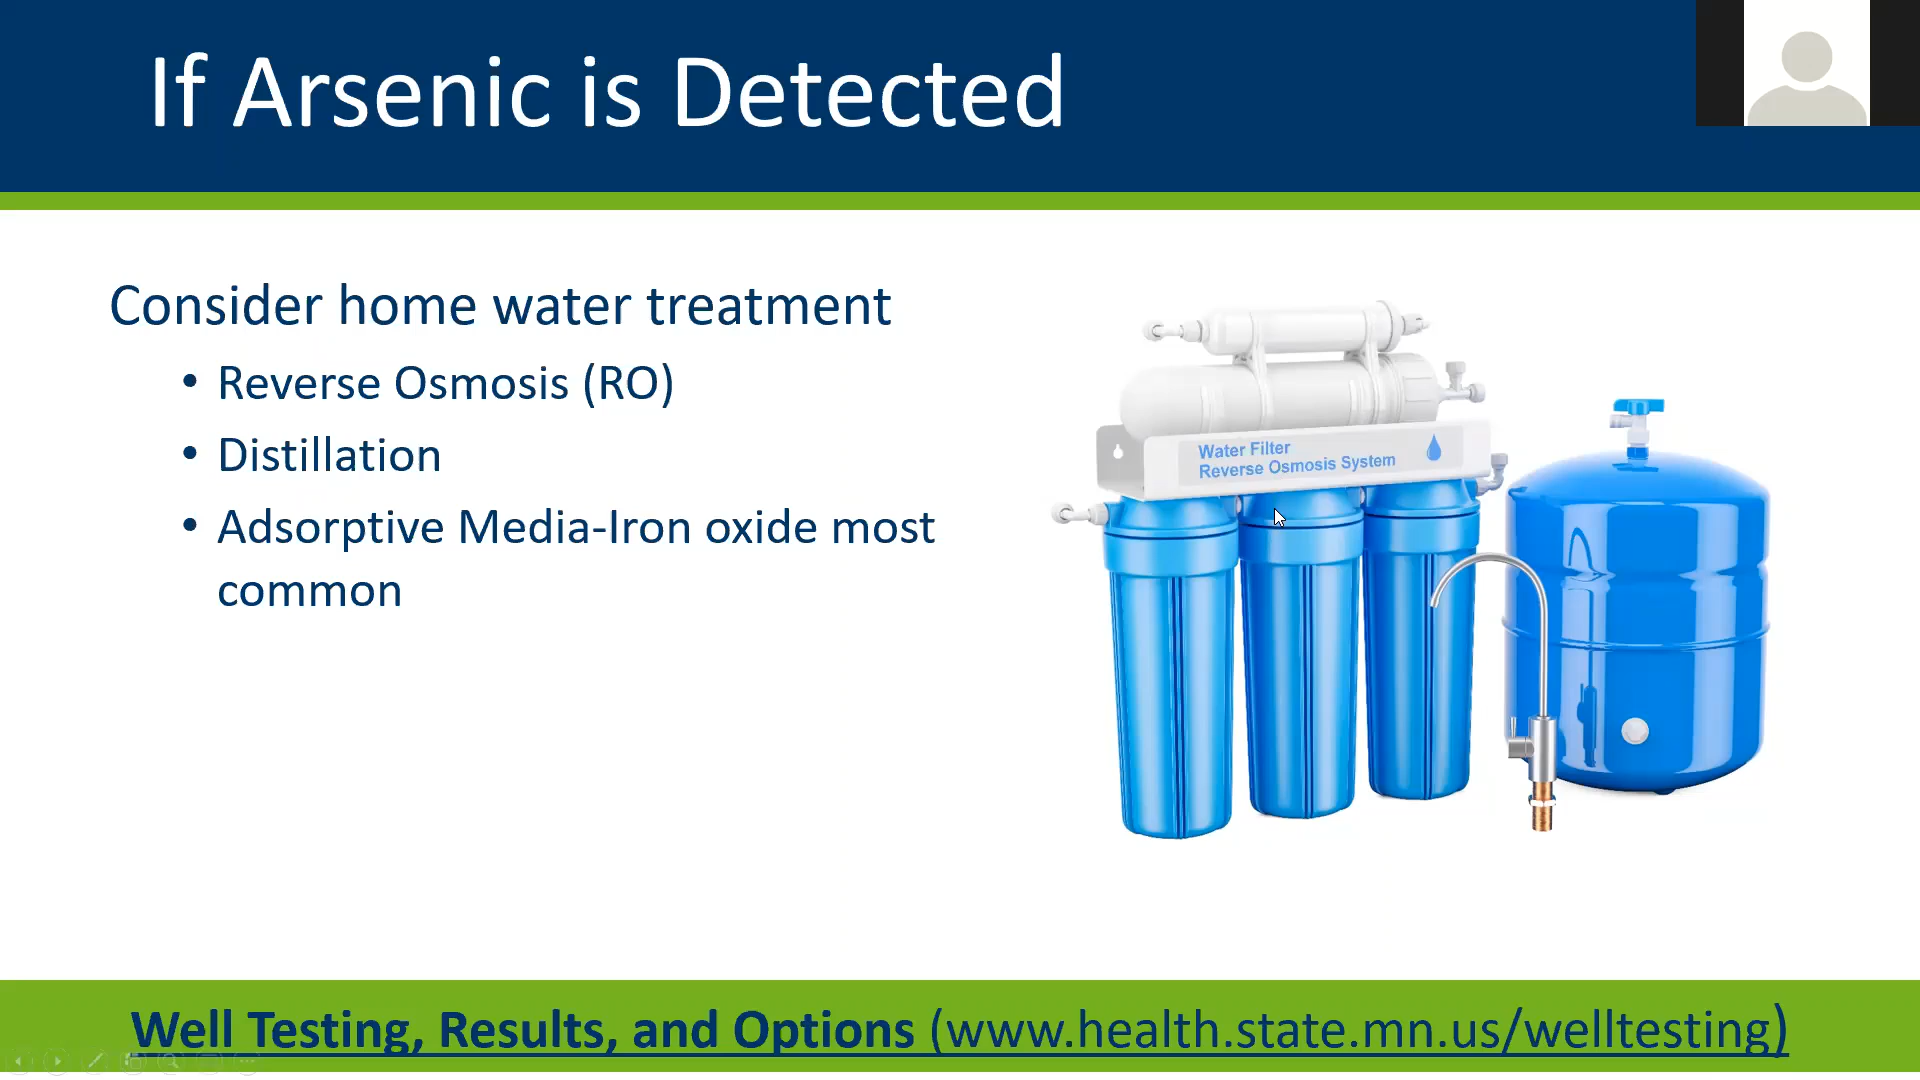 If Arsenic is Detected
Consider home water treatment
• Reverse Osmosis (RO)
• Distillation
• Adsorptive Media-Iron oxide most
common
Water Filter
Reverse Osmosis System
Well Testing, Results, and Options (www.health.state.mn.us/welltesting)